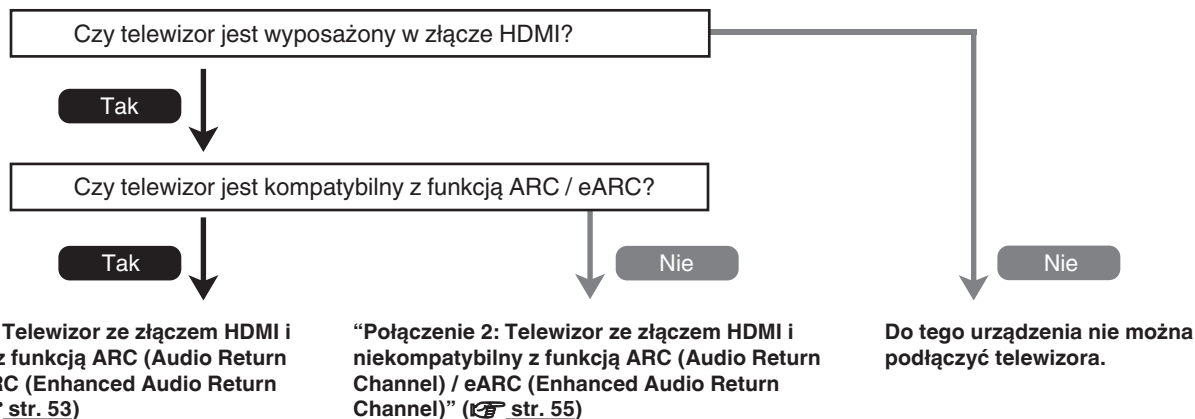 Czy telewizor jest wyposażony w złącze HDMI?
Tak
Czy telewizor jest kompatybilny z funkcją ARC / eARC?
Tak
Nie
Nie
Telewizor ze złączem HDMI i
z funkcją ARC (Audio Return
RC (Enhanced Audio Return
str. 53)
“Połączenie 2: Telewizor ze złączem HDMI i
niekompatybilny z funkcją ARC (Audio Return
Channel) / eARC (Enhanced Audio Return
Channel)” (☞ str. 55)
Do tego urządzenia nie można
podłączyć telewizora.